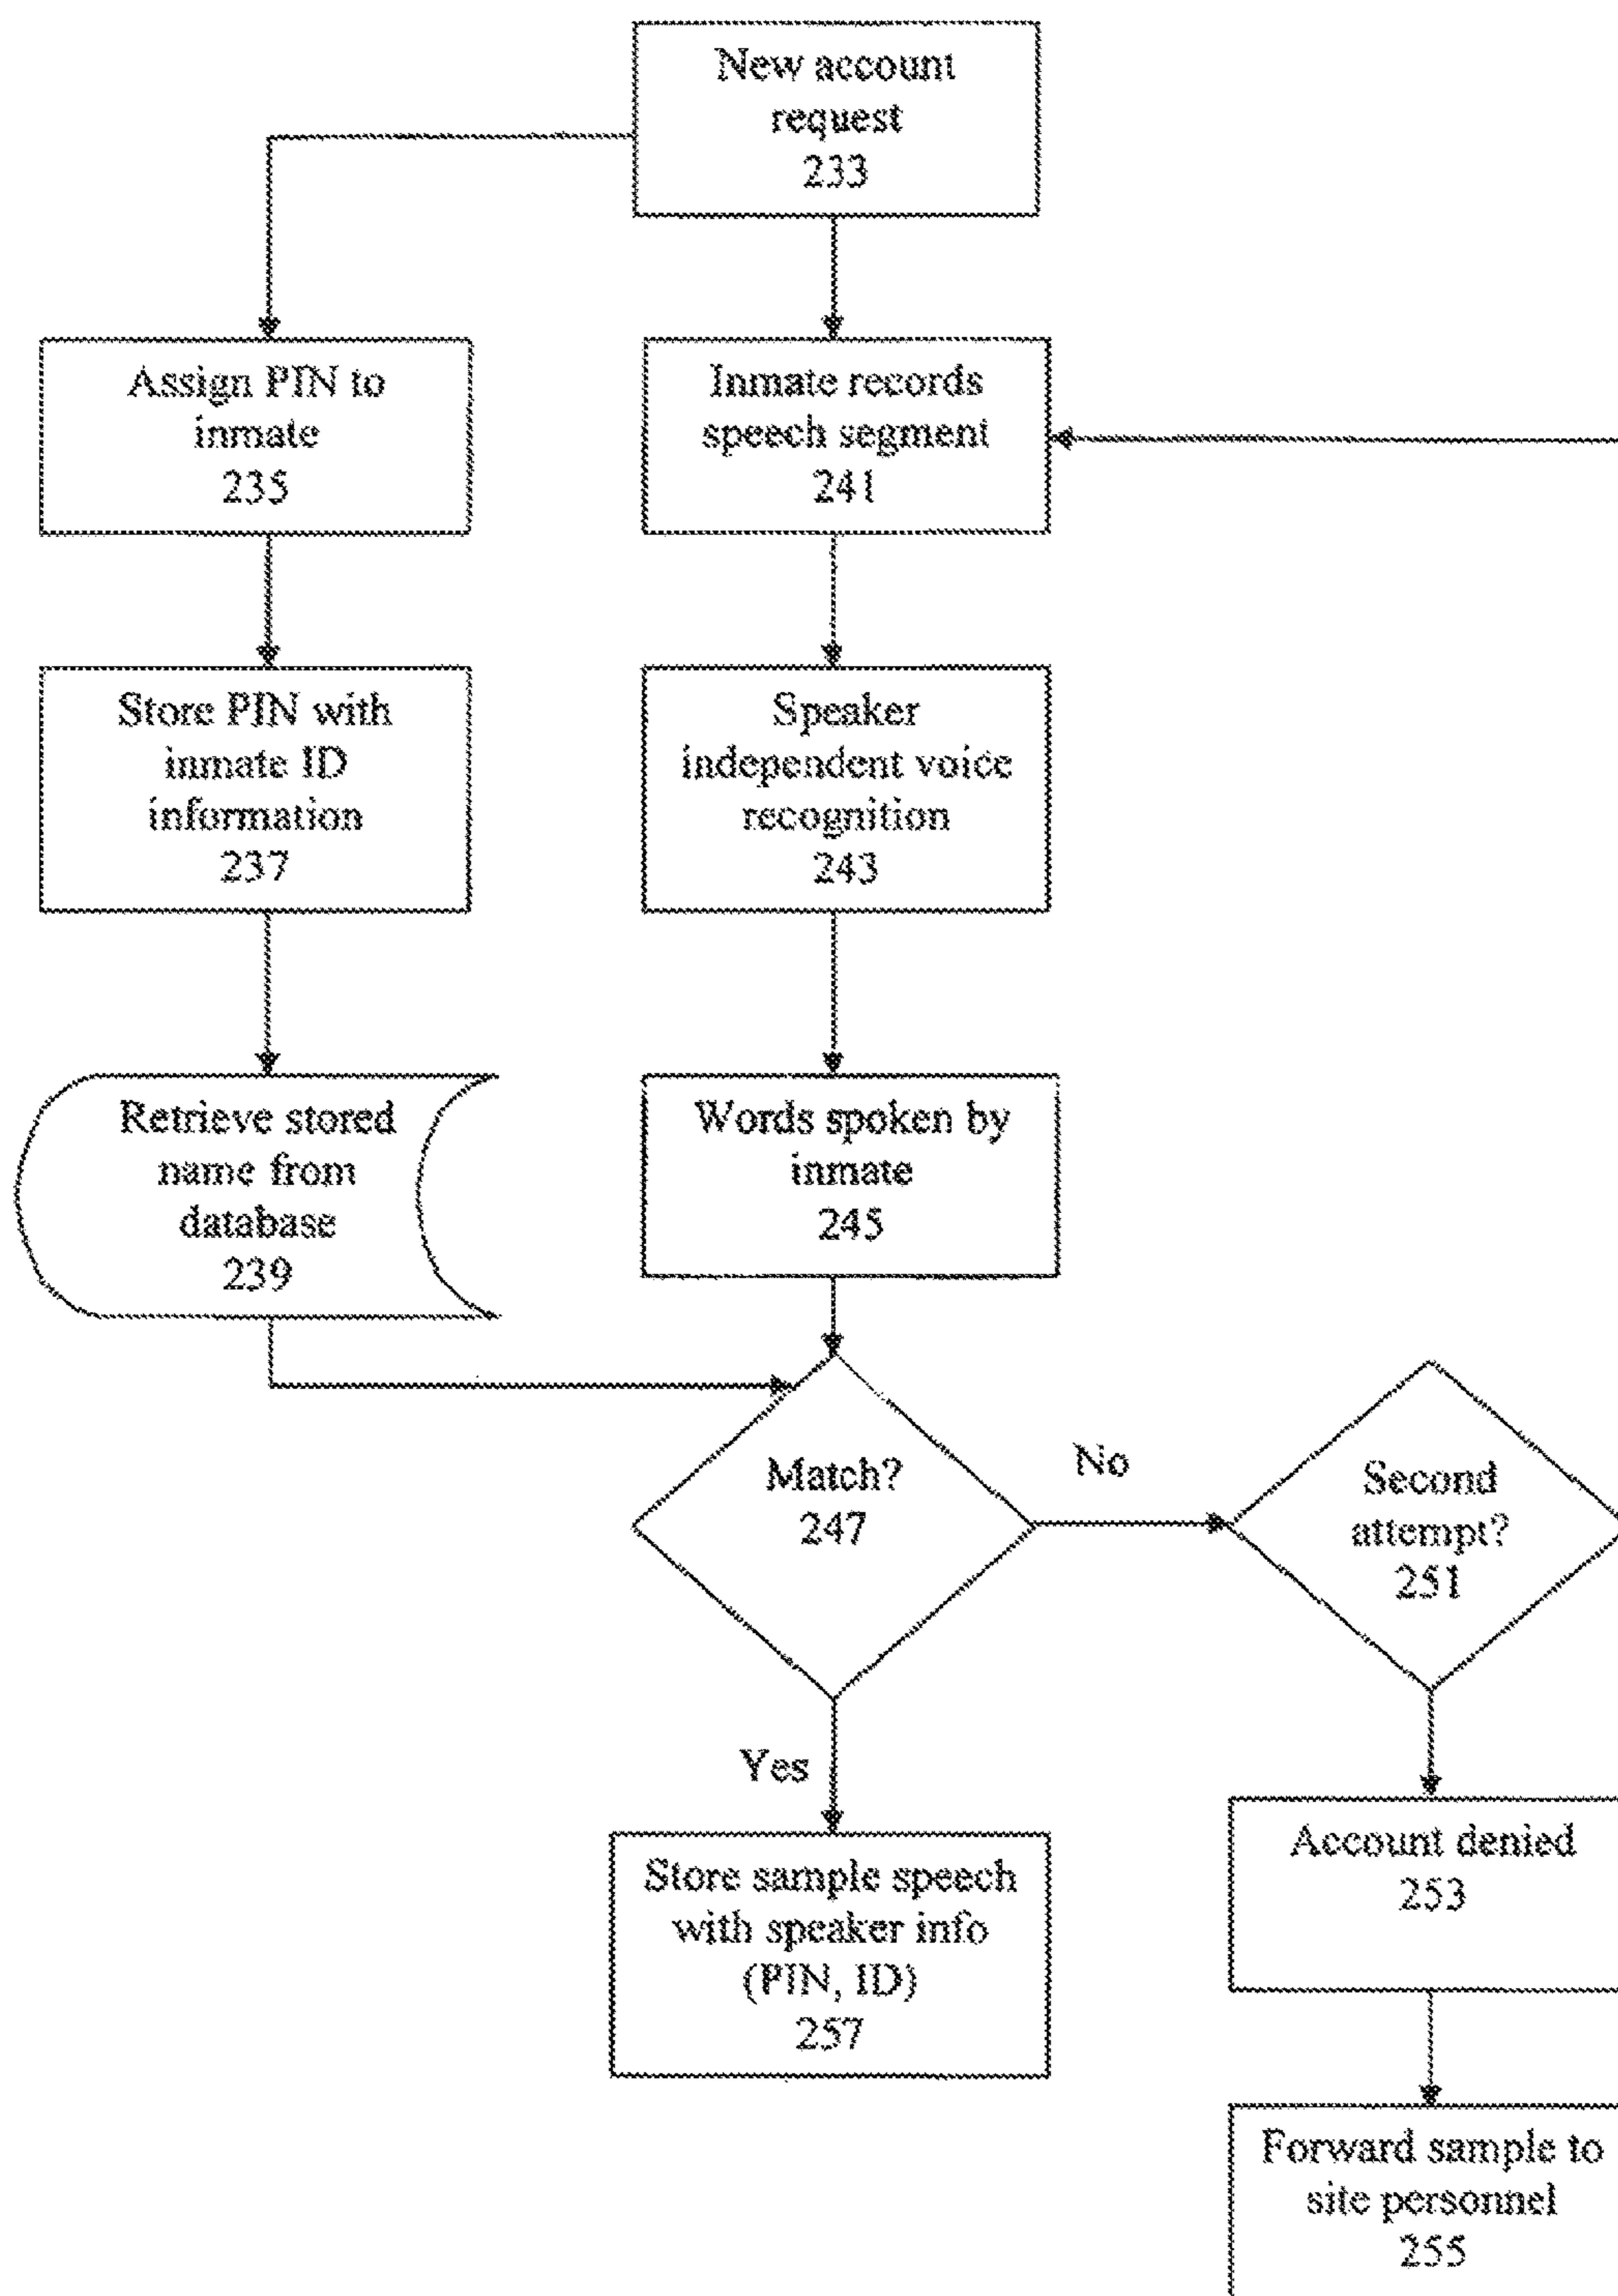 New account
request
233
Assign PIN to
inmate
235
Inmate records
speech segment
241
Store PIN with
inmate ID
information
237
Speaker
independent voice
recognition
243
Retrieve stored
name from
database
239
Words spoken by
inmate
245
Match?
247
No
Second
attempt?
251
Yes
Store sample speech
with speaker info
(PIN, ID)
257
Account denied
253
Forward sample to
site personnel
255